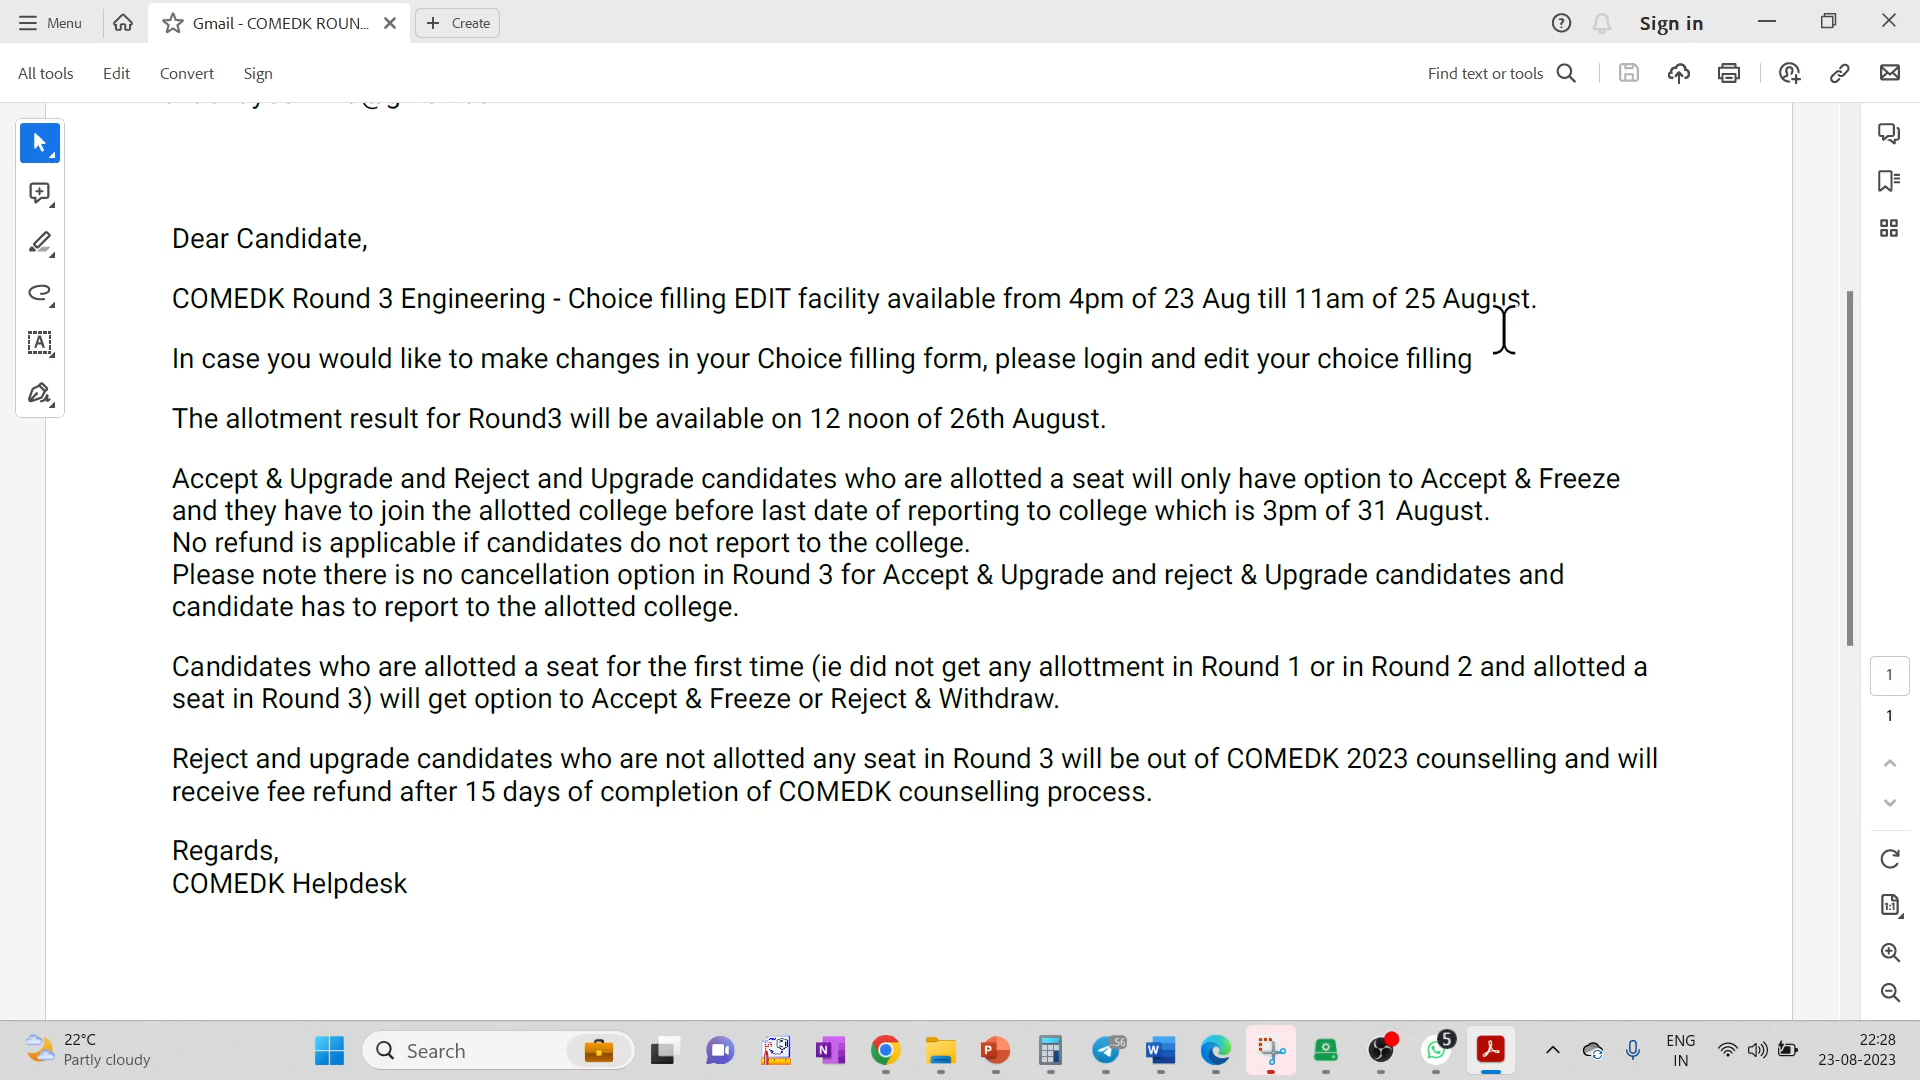 Menu
Gmail - COMEDK ROUN...
Create
Sign in
All tools
Edit
Convert
Sign
Find text or tools
Dear Candidate,
COMEDK Round 3 Engineering - Choice filling EDIT facility available from 4pm of 23 Aug till 11am of 25 August.
In case you would like to make changes in your Choice filling form, please login and edit your choice filling
The allotment result for Round3 will be available on 12 noon of 26th August.
Accept & Upgrade and Reject and Upgrade candidates who are allotted a seat will only have option to Accept & Freeze
and they have to join the allotted college before last date of reporting to college which is 3pm of 31 August.
No refund is applicable if candidates do not report to the college.
Please note there is no cancellation option in Round 3 for Accept & Upgrade and reject & Upgrade candidates and
candidate has to report to the allotted college.
Candidates who are allotted a seat for the first time (ie did not get any allottment in Round 1 or in Round 2 and allotted a
seat in Round 3) will get option to Accept & Freeze or Reject & Withdraw.
Reject and upgrade candidates who are not allotted any seat in Round 3 will be out of COMEDK 2023 counselling and will
receive fee refund after 15 days of completion of COMEDK counselling process.
Regards,
COMEDK Helpdesk
1
1
22°C
Partly cloudy
Search
56
5
ENG
IN
22:28
23-08-2023